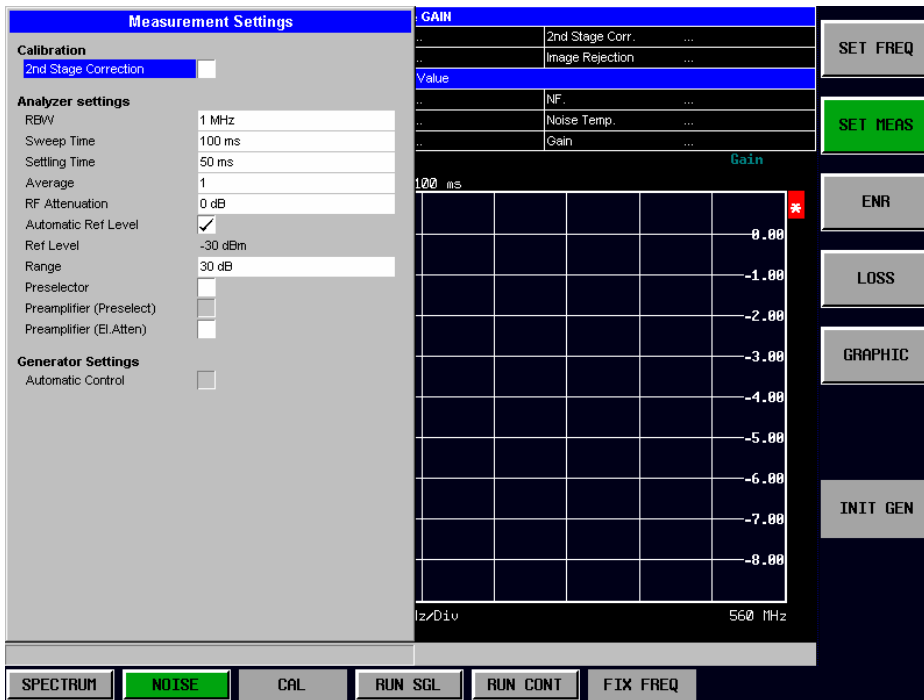 Measurement Settings
Calibration
2nd Stage Correction
Analyzer settings
RBW 1 MHz
Sweep Time 100 ms
Settling Time 50 ms
Average 1
RF Attenuation 0 dB
Automatic Ref Level
Ref Level -30 dBm
Range 30 dB
Preselector
Preamplifier (Preselect)
Preamplifier (El.Atten)
Generator Settings
Automatic Control
GAIN
.. 2nd Stage Corr. ...
.. Image Rejection ...
Value
.. NF. ...
.. Noise Temp. ...
.. Gain ...
Gain
100 ms
*
0.00
-1.00
-2.00
-3.00
-4.00
-5.00
-6.00
-7.00
-8.00
Hz/Div 560 MHz
SET FREQ
SET MEAS
ENR
LOSS
GRAPHIC
INIT GEN
SPECTRUM NOISE CAL RUN SGL RUN CONT FIX FREQ